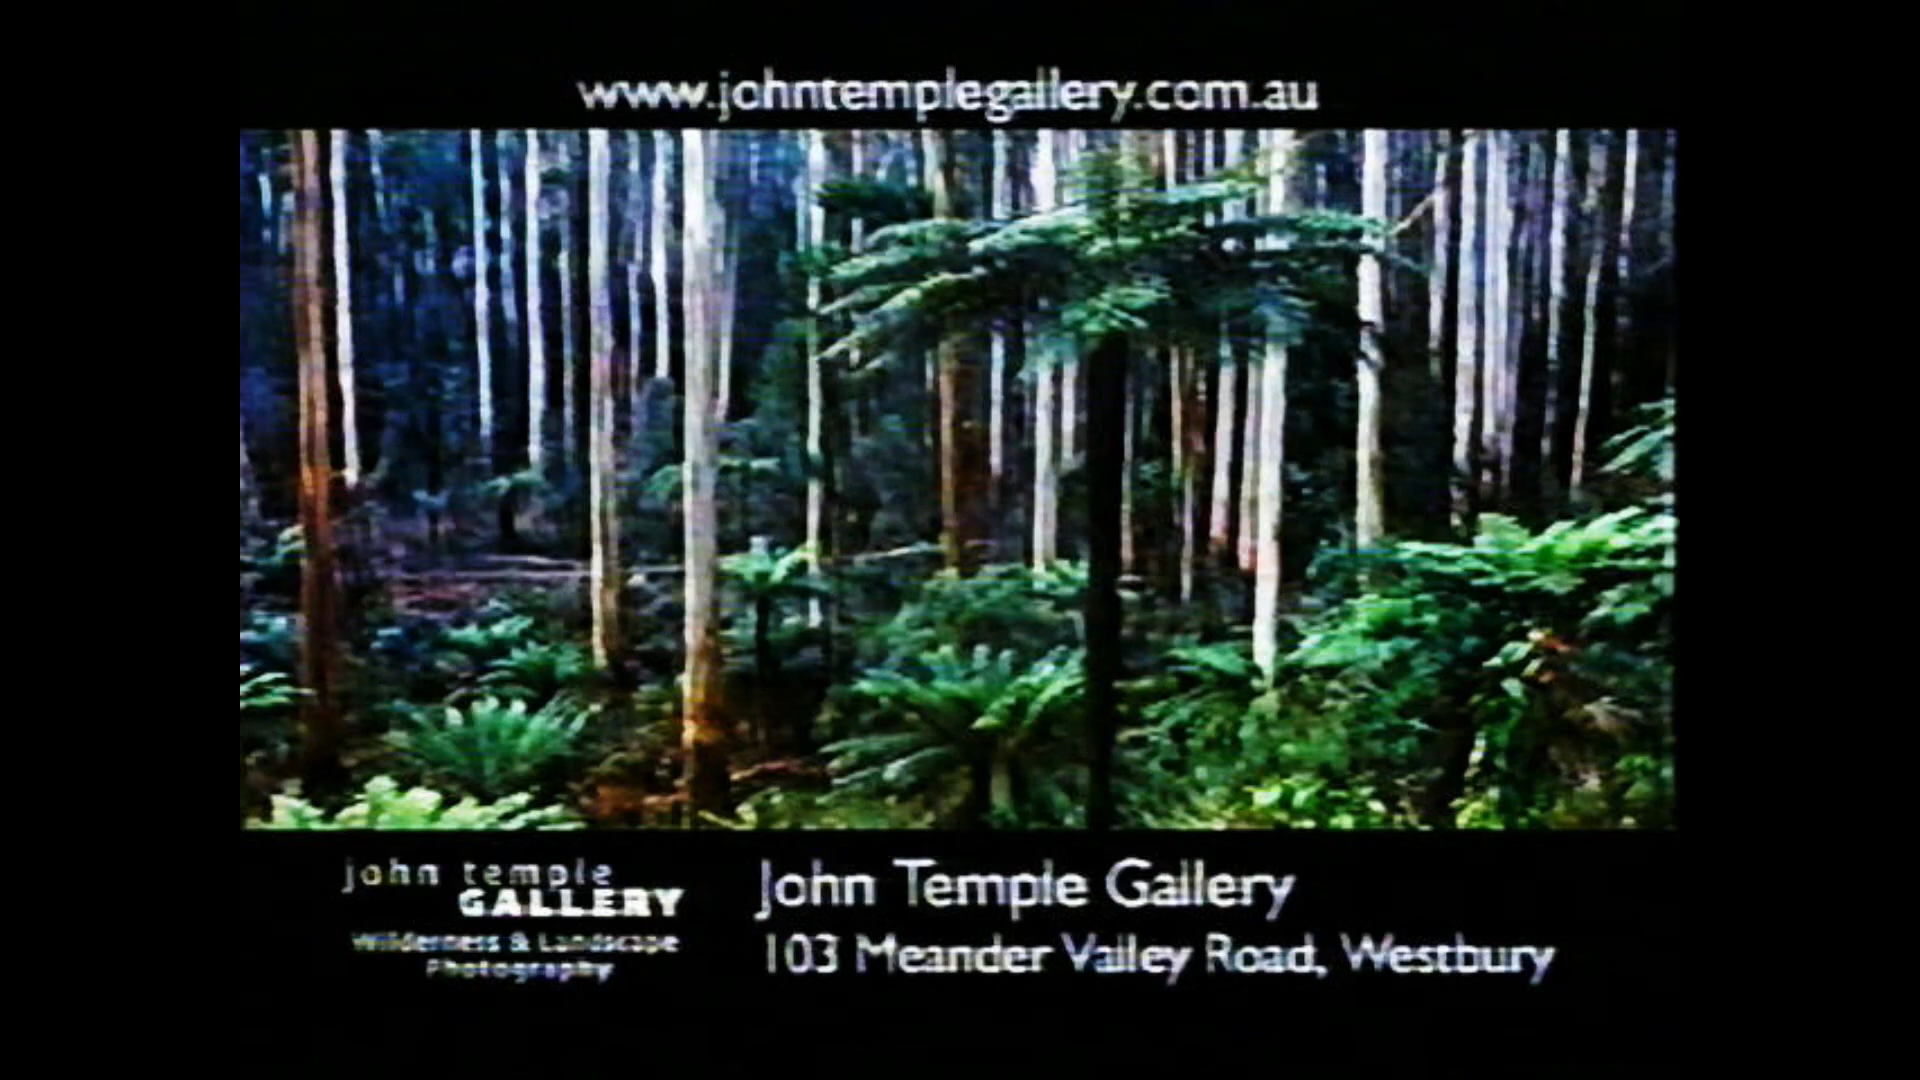 www.johntemplegallery.com.au
john temple
GALLERY
Wilderness & Landscape
Photography
John Temple Gallery
103 Meander Valley Road, Westbury